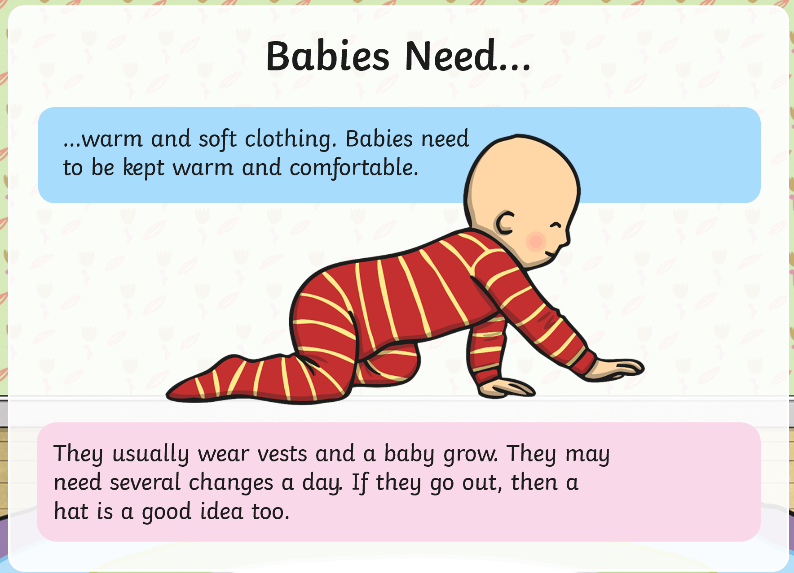 Babies Need...
...warm and soft clothing. Babies need
to be kept warm and comfortable.
They usually wear vests and a baby grow. They may
need several changes a day. If they go out, then a
hat is a good idea too.